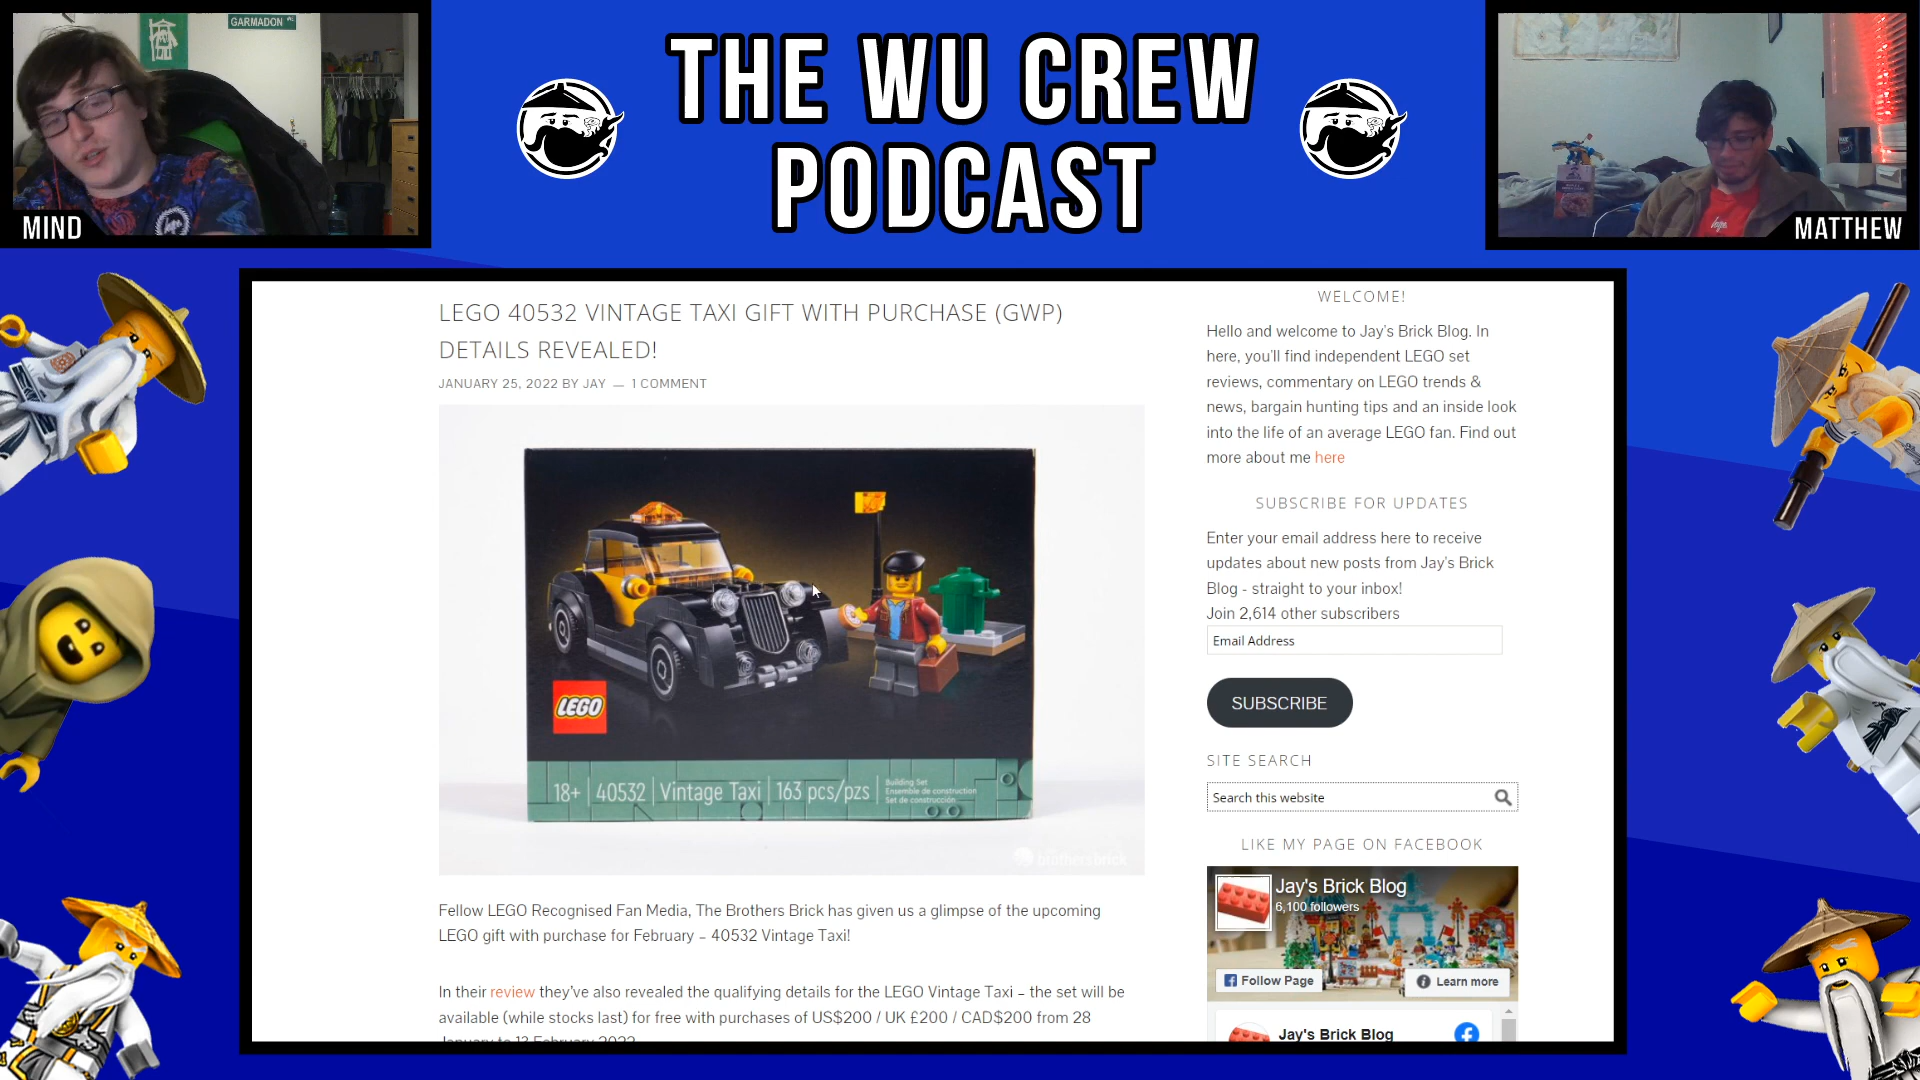 GARMADON
THE WU CREW
PODCAST
MIND
MATTHEW
LEGO 40532 VINTAGE TAXI GIFT WITH PURCHASE (GWP)
DETAILS REVEALED!
JANUARY 25, 2022 BY JAY — 1 COMMENT
LEGO
18+ | 40532 | Vintage Taxi | 163 pcs/pzs
Building Set
Ensemble de construction
Set de construcción
brothers brick
Fellow LEGO Recognised Fan Media, The Brothers Brick has given us a glimpse of the upcoming
LEGO gift with purchase for February – 40532 Vintage Taxi!
In their review they've also revealed the qualifying details for the LEGO Vintage Taxi – the set will be
available (while stocks last) for free with purchases of US$200 / UK £200 / CAD$200 from 28
January to 13 February 2022
WELCOME!
Hello and welcome to Jay's Brick Blog. In
here, you'll find independent LEGO set
reviews, commentary on LEGO trends &
news, bargain hunting tips and an inside look
into the life of an average LEGO fan. Find out
more about me here
SUBSCRIBE FOR UPDATES
Enter your email address here to receive
updates about new posts from Jay's Brick
Blog - straight to your inbox!
Join 2,614 other subscribers
Email Address
SUBSCRIBE
SITE SEARCH
Search this website
LIKE MY PAGE ON FACEBOOK
Jay's Brick Blog
6,100 followers
Follow Page
Learn more
Jay's Brick Blog